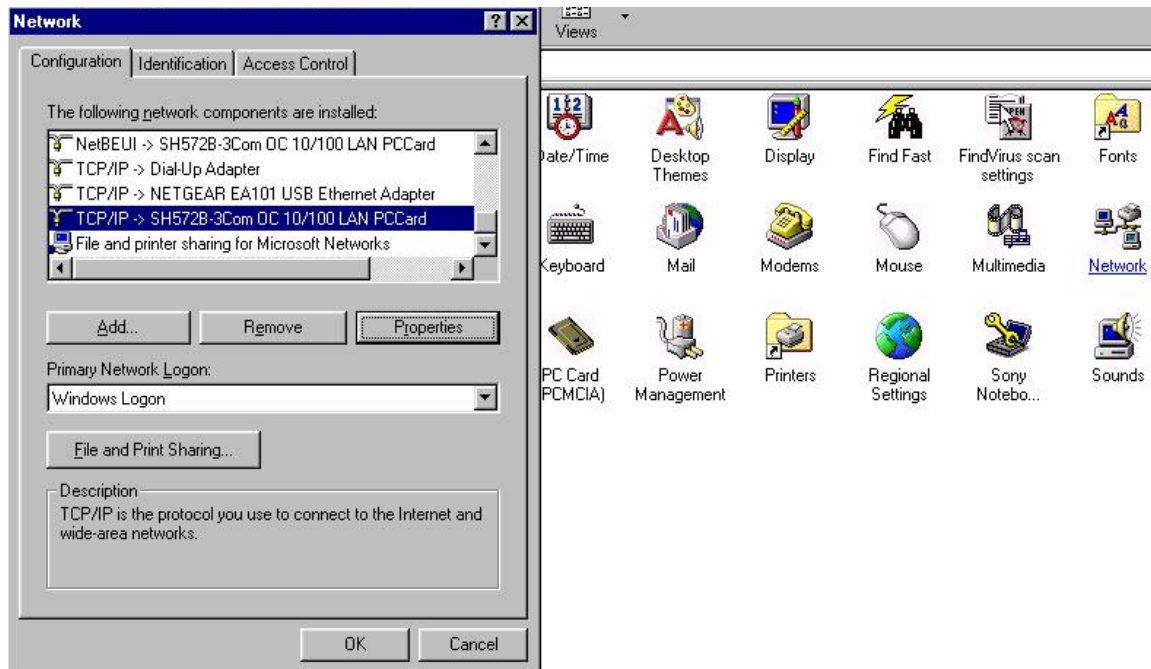 Network
Configuration
Identification
Access Control
The following network components are installed:
NetBEUI -> SH572B-3Com OC 10/100 LAN PCCard
TCP/IP -> Dial-Up Adapter
TCP/IP -> NETGEAR EA101 USB Ethernet Adapter
TCP/IP -> SH572B-3Com OC 10/100 LAN PCCard
File and printer sharing for Microsoft Networks
Add...
Remove
Properties
Primary Network Logon:
Windows Logon
File and Print Sharing...
Description
TCP/IP is the protocol you use to connect to the Internet and
wide-area networks.
OK
Cancel
Views
Date/Time
Desktop
Themes
Display
Find Fast
FindVirus scan
settings
Fonts
Keyboard
Mail
Modems
Mouse
Multimedia
Network
PC Card
PCMCIA)
Power
Management
Printers
Regional
Settings
Sony
Notebo...
Sounds